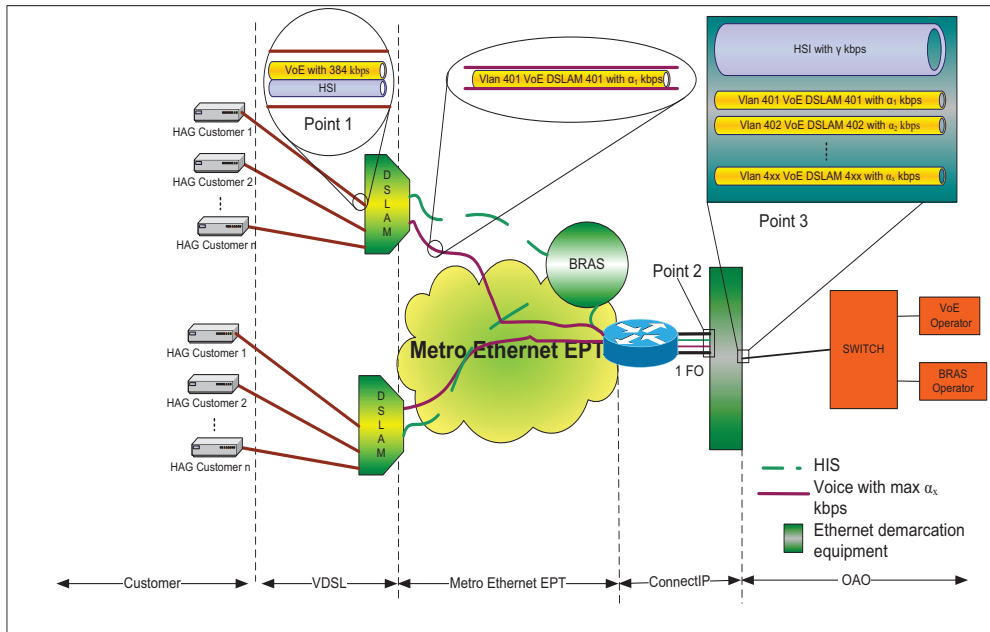 VoE with 384 kbps
HSI
Point 1
HAG Customer 1
HAG Customer 2
HAG Customer n
DSLAM
Vlan 401 VoE DSLAM 401 with α₁ kbps
HSI with γ kbps
Vlan 401 VoE DSLAM 401 with α₁ kbps
Vlan 402 VoE DSLAM 402 with α₂ kbps
Vlan 4xx VoE DSLAM 4xx with αₓ kbps
Point 3
BRAS
Point 2
Metro Ethernet EPT
1 FO
SWITCH
VoE
Operator
BRAS
Operator
HAG Customer 1
HAG Customer 2
HAG Customer n
DSLAM
HIS
Voice with max αₓ
kbps
Ethernet demarcation
equipment
Customer
VDSL
Metro Ethernet EPT
ConnectIP
OAO